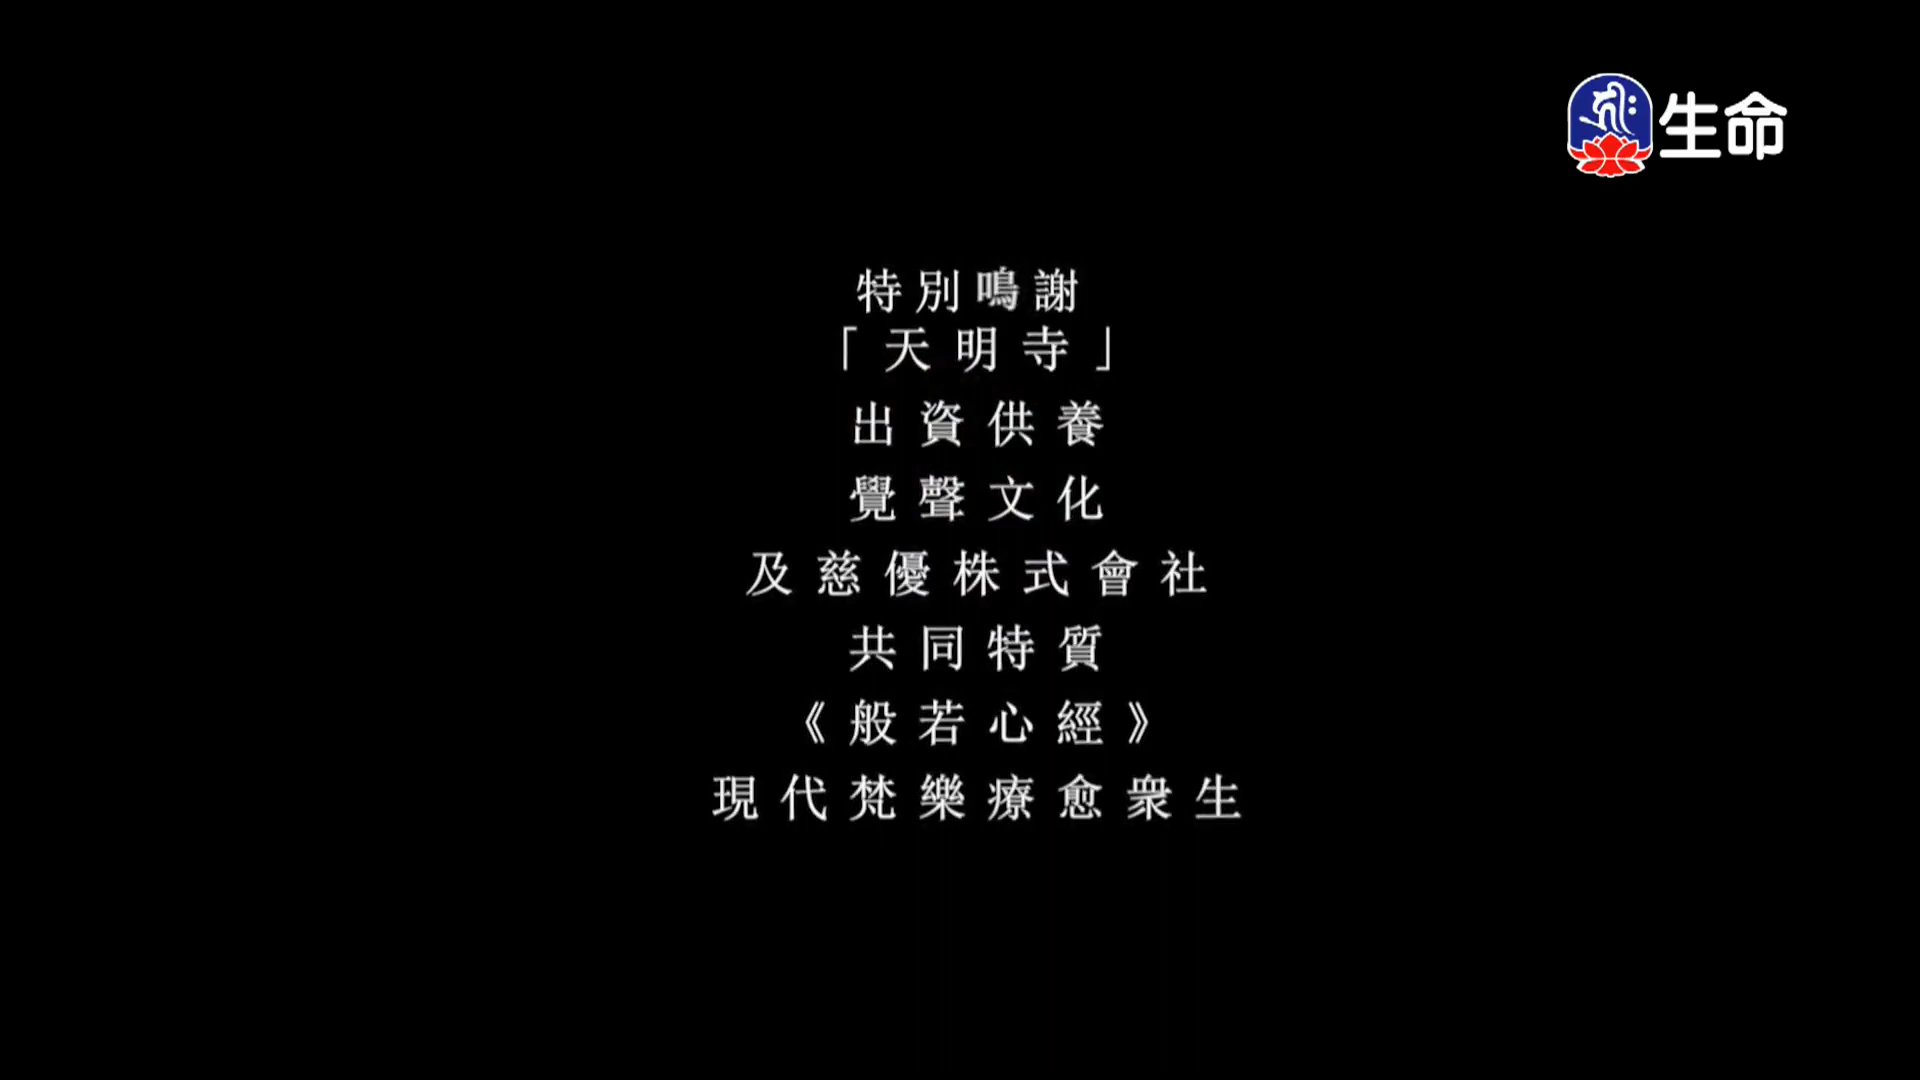 生命
特別鳴謝
「天明寺」
出資供養
覺聲文化
及慈優株式會社
共同特質
《般若心經》
現代梵樂療愈衆生